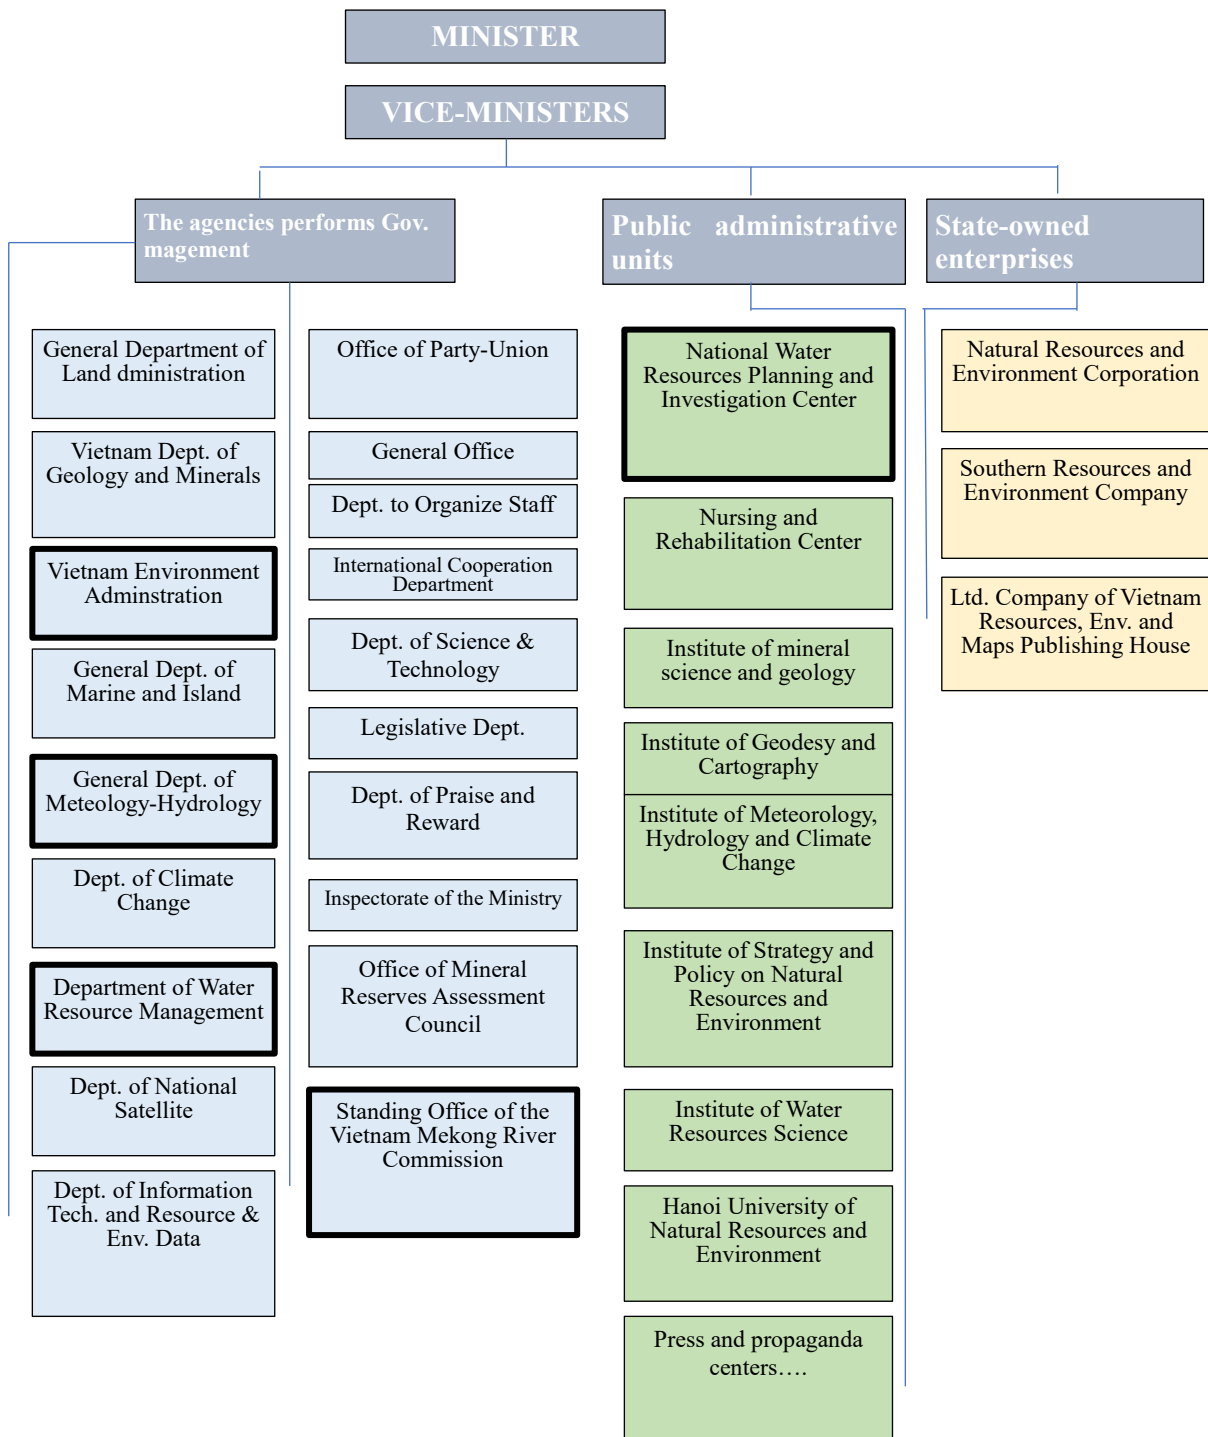 MINISTER
VICE-MINISTERS
The agencies performs Gov.
magement
Public administrative
units
State-owned
enterprises
General Department of
Land dministration
Vietnam Dept. of
Geology and Minerals
Vietnam Environment
Adminstration
General Dept. of
Marine and Island
General Dept. of
Meteology-Hydrology
Dept. of Climate
Change
Department of Water
Resource Management
Dept. of National
Satellite
Dept. of Information
Tech. and Resource &
Env. Data
Office of Party-Union
General Office
Dept. to Organize Staff
International Cooperation
Department
Dept. of Science &
Technology
Legislative Dept.
Dept. of Praise and
Reward
Inspectorate of the Ministry
Office of Mineral
Reserves Assessment
Council
Standing Office of the
Vietnam Mekong River
Commission
National Water
Resources Planning and
Investigation Center
Nursing and
Rehabilitation Center
Institute of mineral
science and geology
Institute of Geodesy and
Cartography
Institute of Meteorology,
Hydrology and Climate
Change
Institute of Strategy and
Policy on Natural
Resources and
Environment
Institute of Water
Resources Science
Hanoi University of
Natural Resources and
Environment
Press and propaganda
centers….
Natural Resources and
Environment Corporation
Southern Resources and
Environment Company
Ltd. Company of Vietnam
Resources, Env. and
Maps Publishing House